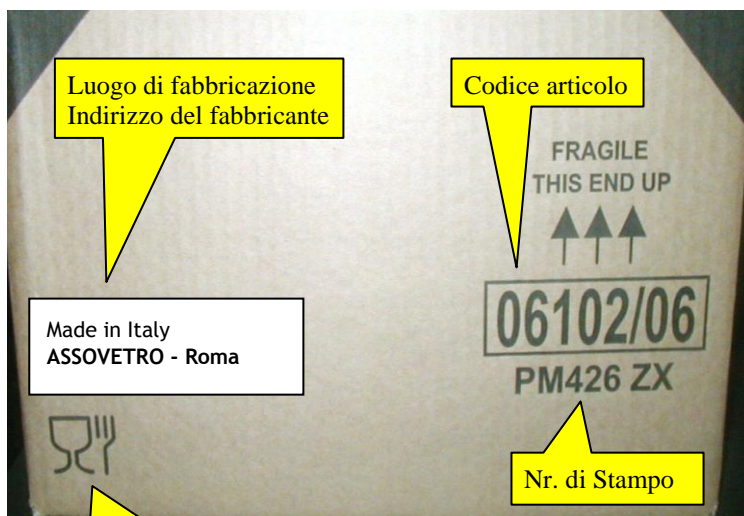 Luogo di fabbricazione
Indirizzo del fabbricante
Codice articolo
FRAGILE
THIS END UP
06102/06
PM426 ZX
Made in Italy
ASSOVETRO - Roma
Nr. di Stampo